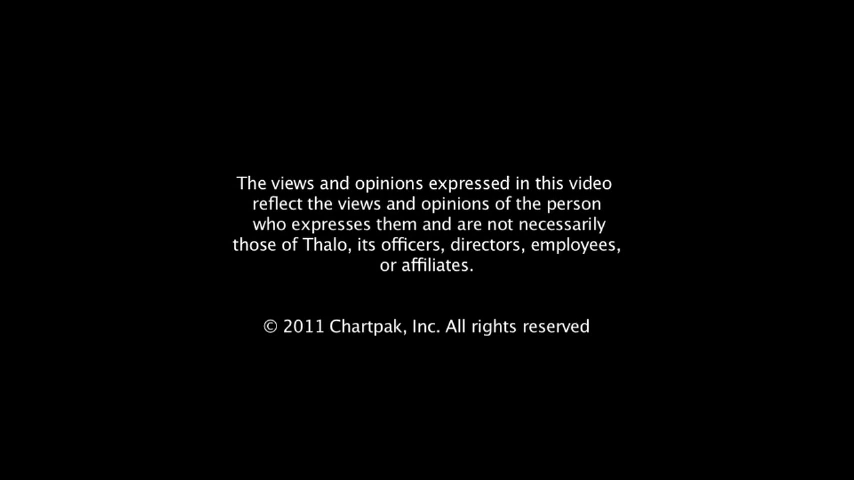 The views and opinions expressed in this video
reflect the views and opinions of the person
who expresses them and are not necessarily
those of Thalo, its officers, directors, employees,
or affiliates.
© 2011 Chartpak, Inc. All rights reserved